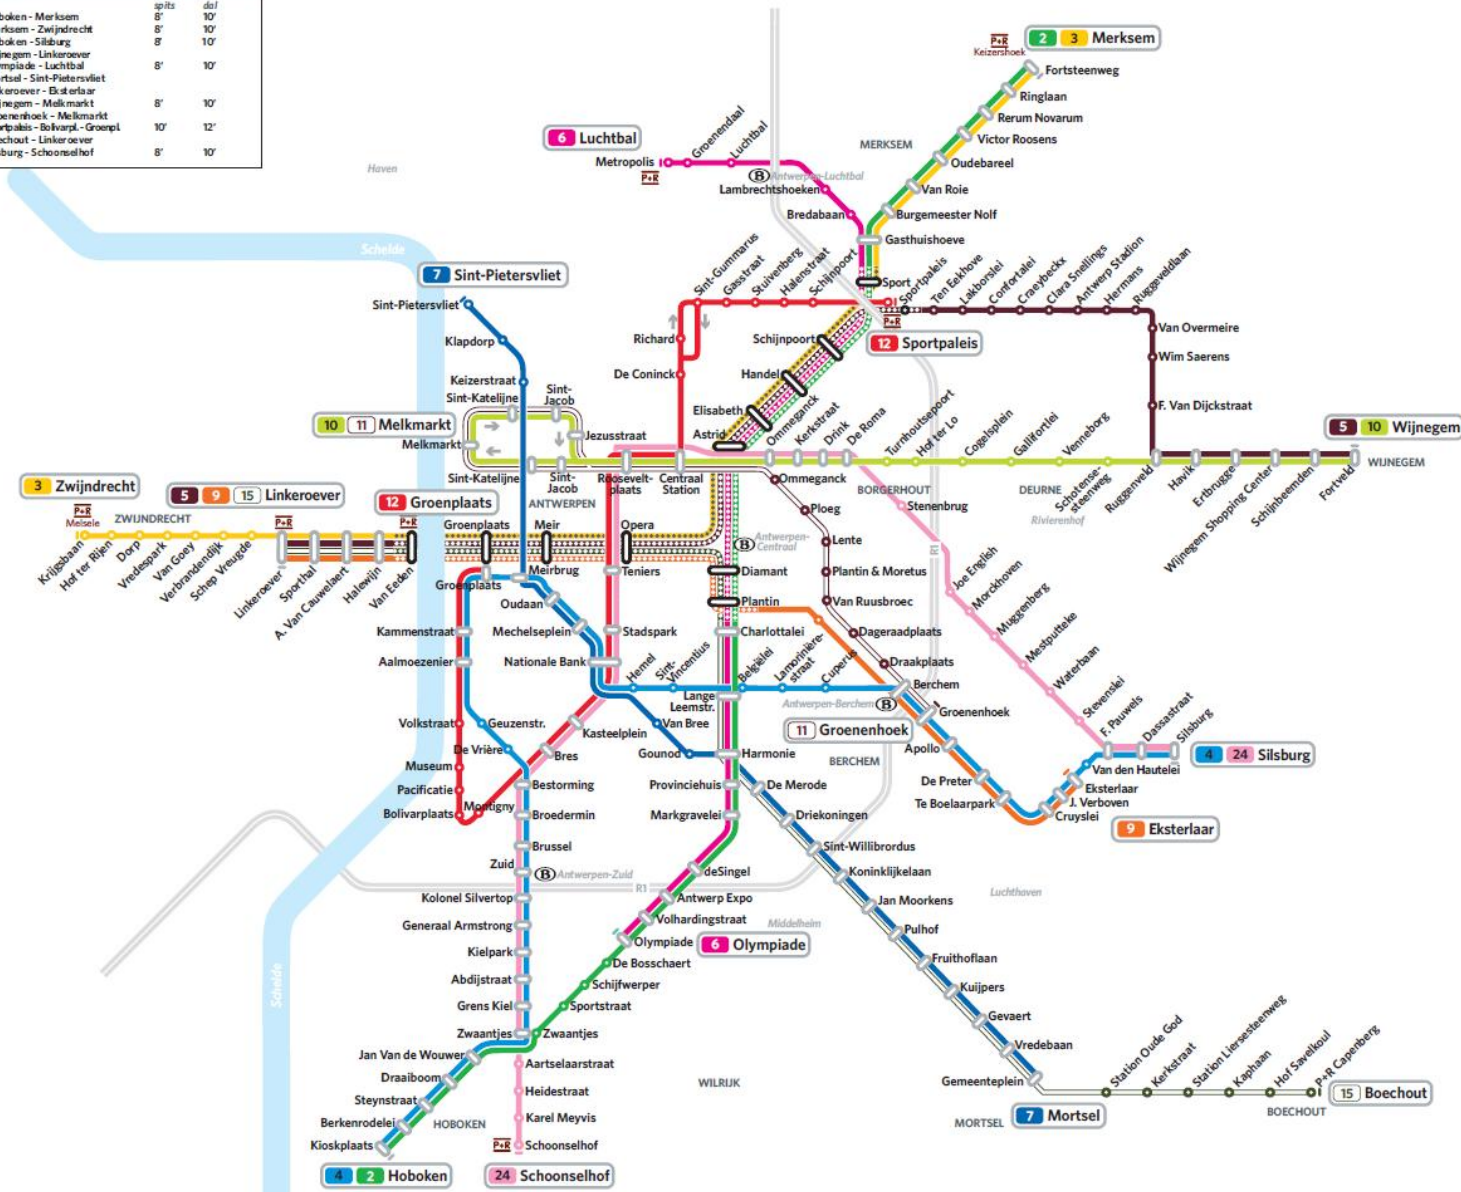 spits dal
boken - Merksem 8' 10'
rksem - Zwijndrecht 8' 10'
boken - Silsburg 8' 10'
jnegem - Linkeroever
ympiade - Luchtbal 8' 10'
rtsel - Sint-Pietersvliet
keroever - Eksterlaar
jnegem - Melkmarkt 8' 10'
oenenhoek - Melkmarkt
rtpaleis - Bolivarpl. - Groenpl. 10' 12'
echout - Linkeroever
sburg - Schoonselhof 8' 10'
P+R
Keizershoek
2 3 Merksem
Fortsteenweg
Ringlaan
Rerum Novarum
Victor Roosens
Oudebareel
Van Roie
Burgemeester Nolf
Gasthuishoeve
Sport
MERKSEM
6 Luchtbal
Metropolis
P+R
Groenendaal
Luchtbal
B Antwerpen-Luchtbal
Lambrechtshoeken
Bredabaan
Haven
Schelde
7 Sint-Pietersvliet
Sint-Pietersvliet
Klapdorp
Keizerstraat
Sint-Gummarus
Gasstraat
Stuivenberg
Halenstraat
Schijnpoort
Sportpaleis
P+R
12 Sportpaleis
Ten Eekhove
Lakborslei
Confortalei
Craeybeckx
Clara Snellings
Antwerp Stadion
Hermans
Ruggeveldlaan
Van Overmeire
Wim Saerens
F. Van Dijckstraat
Richard
De Coninck
Schijnpoort
Handel
Elisabeth
Astrid
Sint-Katelijne
Sint-
Jacob
10 11 Melkmarkt
Melkmarkt
Jezusstraat
Sint-Katelijne
Sint-
Jacob
ANTWERPEN
Roosevelt-
plaats
Centraal
Station
Ommeganck
Kerkstraat
Drink
De Roma
Turnhoutsepoort
Hof ter Lo
Cogelsplein
Gallifortlei
Venneborg
Schotense-
steenweg
Ruggenveld
Havik
Ertbrugge
Wijnegem Shopping Center
Schijnbeemden
Fortveld
5 10 Wijnegem
WIJNEGEM
BORGERHOUT
DEURNE
Rivierenhof
3 Zwijndrecht
P+R
Melsele
ZWIJNDRECHT
Krijgsbaan
Hof ter Rijen
Dorp
Vredespark
Van Goey
Verbrandendijk
Schep Vreugde
5 9 15 Linkeroever
P+R
Linkeroever
Sporthal
A. Van Cauwelaert
Halewijn
Van Eeden
12 Groenplaats
P+R
Groenplaats
Meir
Opera
Groenplaats
Meirbrug
Oudaan
Mechelseplein
Nationale Bank
Teniers
Stadspark
B Antwerpen-
Centraal
Diamant
Plantin
Charlottalei
Ommeganck
Ploeg
Lente
Plantin & Moretus
Van Ruusbroec
Dageraadplaats
Draakplaats
Stenenbrug
R1
Joe English
Morckhoven
Muggenberg
Mestputteke
Waterbaan
Stevenslei
F. Pauwels
Dassastraat
Silsburg
4 24 Silsburg
Van den Hautelei
Eksterlaar
J. Verboven
Cruyslei
9 Eksterlaar
Kammenstraat
Aalmoezenier
Volkstraat
Geuzenstr.
De Vrière
Museum
Pacificatie
Bolivarplaats
Montigny
Bres
Kasteelplein
Hemel
Sint-
Vincentius
Belgiëlei
Lamorinière-
straat
Cuperus
Lange
Leemstr.
Antwerpen-Berchem B
Berchem
Groenenhoek
11 Groenenhoek
BERCHEM
Apollo
De Preter
Te Boelaarpark
Van Bree
Gounod
Harmonie
Provinciehuis
Markgravelei
De Merode
Driekoningen
Sint-Willibrordus
Koninklijkelaan
Jan Moorkens
Pulhof
Fruithoflaan
Kuijpers
Gevaert
Vredebaan
Gemeenteplein
Bestorming
Broedermin
Brussel
Zuid
B Antwerpen-Zuid
R1
Kolonel Silvertop
Generaal Armstrong
Kielpark
Abdijstraat
Grens Kiel
Zwaantjes
deSingel
Antwerp Expo
Volhardingstraat
Olympiade
6 Olympiade
Middelheim
Luchthaven
De Bosschaert
Schijfwerper
Sportstraat
Zwaantjes
Schelde
Jan Van de Wouwer
Draaiboom
Steynstraat
Berkenrodelei
Kioskplaats
HOBOKEN
4 2 Hoboken
Aartselaarstraat
Heidestraat
Karel Meyvis
P+R Schoonselhof
24 Schoonselhof
WILRIJK
MORTSEL
7 Mortsel
Station Oude God
Kerkstraat
Station Liersesteenweg
Kaphaan
Hof Savelkoul
P+R Capenberg
BOECHOUT
15 Boechout